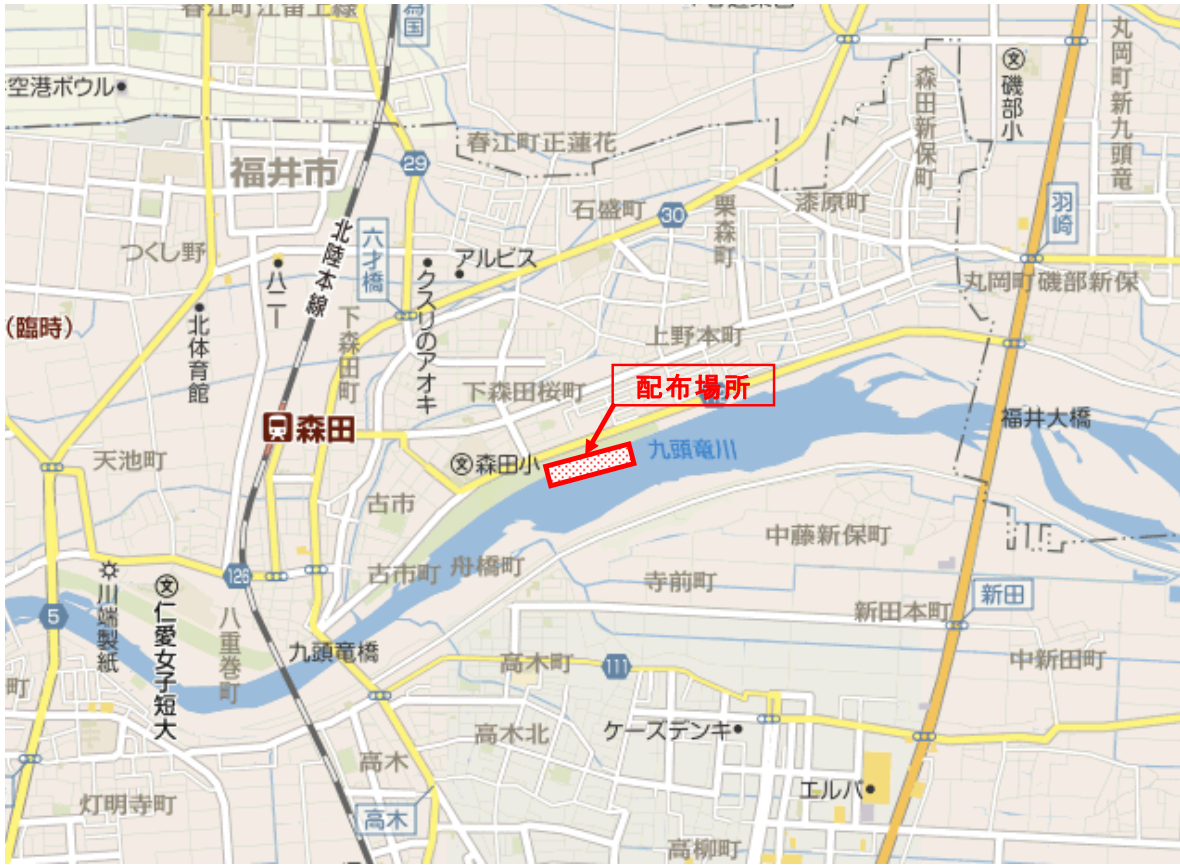 春江町江留上緑
為国
丸岡町新九頭竜
空港ボウル
磯部小
森田新保町
春江町正蓮花
福井市
29
石盛町
30
栗森町
漆原町
羽崎
北陸本線
六才橋
つくし野
ハニー
アルビス
クスリのアオキ
丸岡町磯部新保
(臨時)
北体育館
下森田町
上野本町
配布場所
下森田桜町
森田
福井大橋
天池町
森田小
九頭竜川
古市
中藤新保町
古市町
舟橋町
寺前町
126
川端製紙
仁愛女子短大
新田
新田本町
5
八重巻町
九頭竜橋
高木町
111
中新田町
町
高木北
ケーズデンキ
高木
エルパ
灯明寺町
高木
高柳町